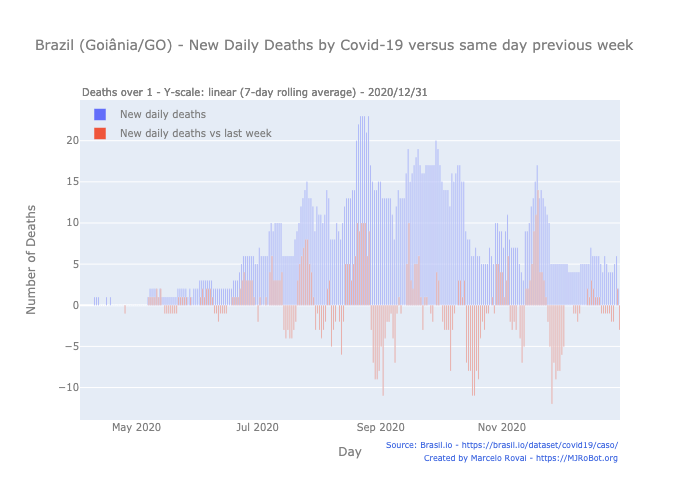 Brazil (Goiânia/GO) - New Daily Deaths by Covid-19 versus same day previous week
Deaths over 1 - Y-scale: linear (7-day rolling average) - 2020/12/31
New daily deaths
New daily deaths vs last week
Number of Deaths
20
15
10
5
0
−5
−10
May 2020
Jul 2020
Sep 2020
Nov 2020
Day
Source: Brasil.io - https://brasil.io/dataset/covid19/caso/
Created by Marcelo Rovai - https://MJRoBot.org